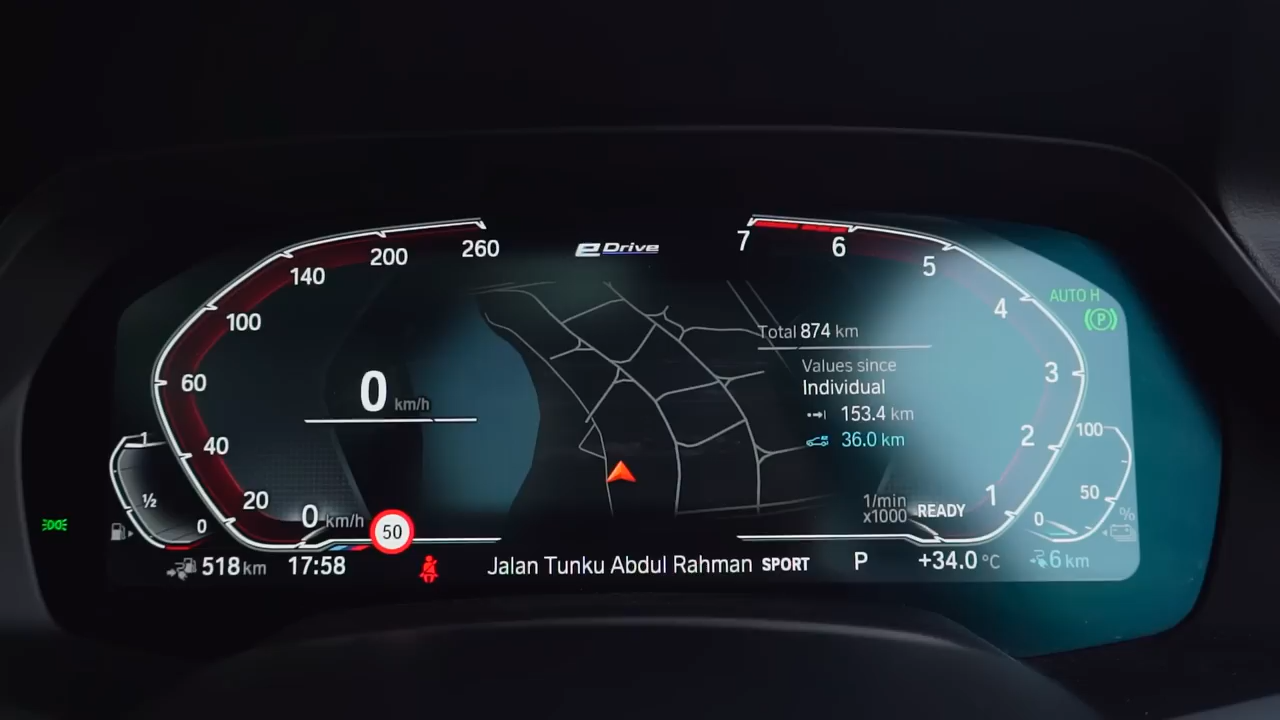 260
200
140
100
60
40
20
0 km/h
0 km/h
50
1
½
0
518 km
17:58
eDrive
Jalan Tunku Abdul Rahman
SPORT
P
+34.0 °C
6 km
Total 874 km
Values since
Individual
153.4 km
36.0 km
7
6
5
4
3
2
1
1/min
x1000
READY
AUTO H
(P)
100
50
0
%